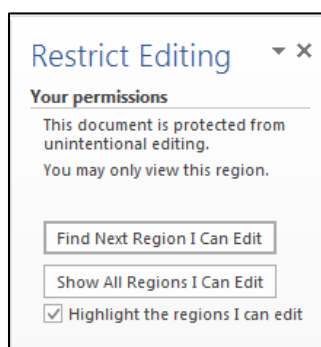 Restrict Editing
Your permissions
This document is protected from
unintentional editing.
You may only view this region.
Find Next Region I Can Edit
Show All Regions I Can Edit
Highlight the regions I can edit